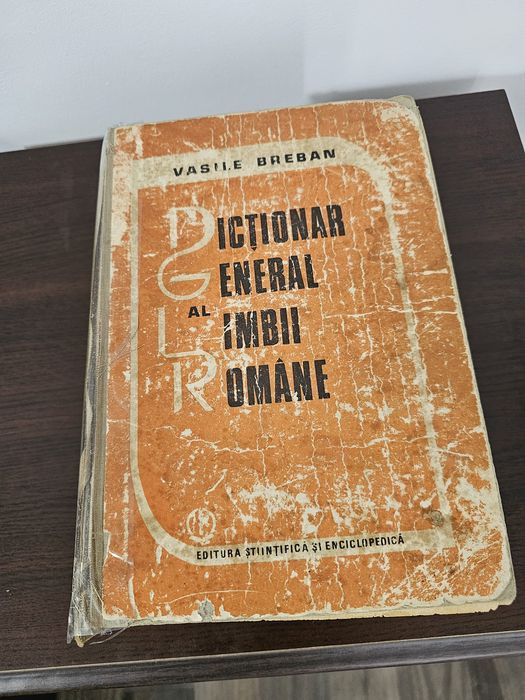 VASILE BREBAN
DICȚIONAR
GENERAL
AL
LIMBII
ROMÂNE
EDITURA ȘTIINȚIFICĂ ȘI ENCICLOPEDICĂ